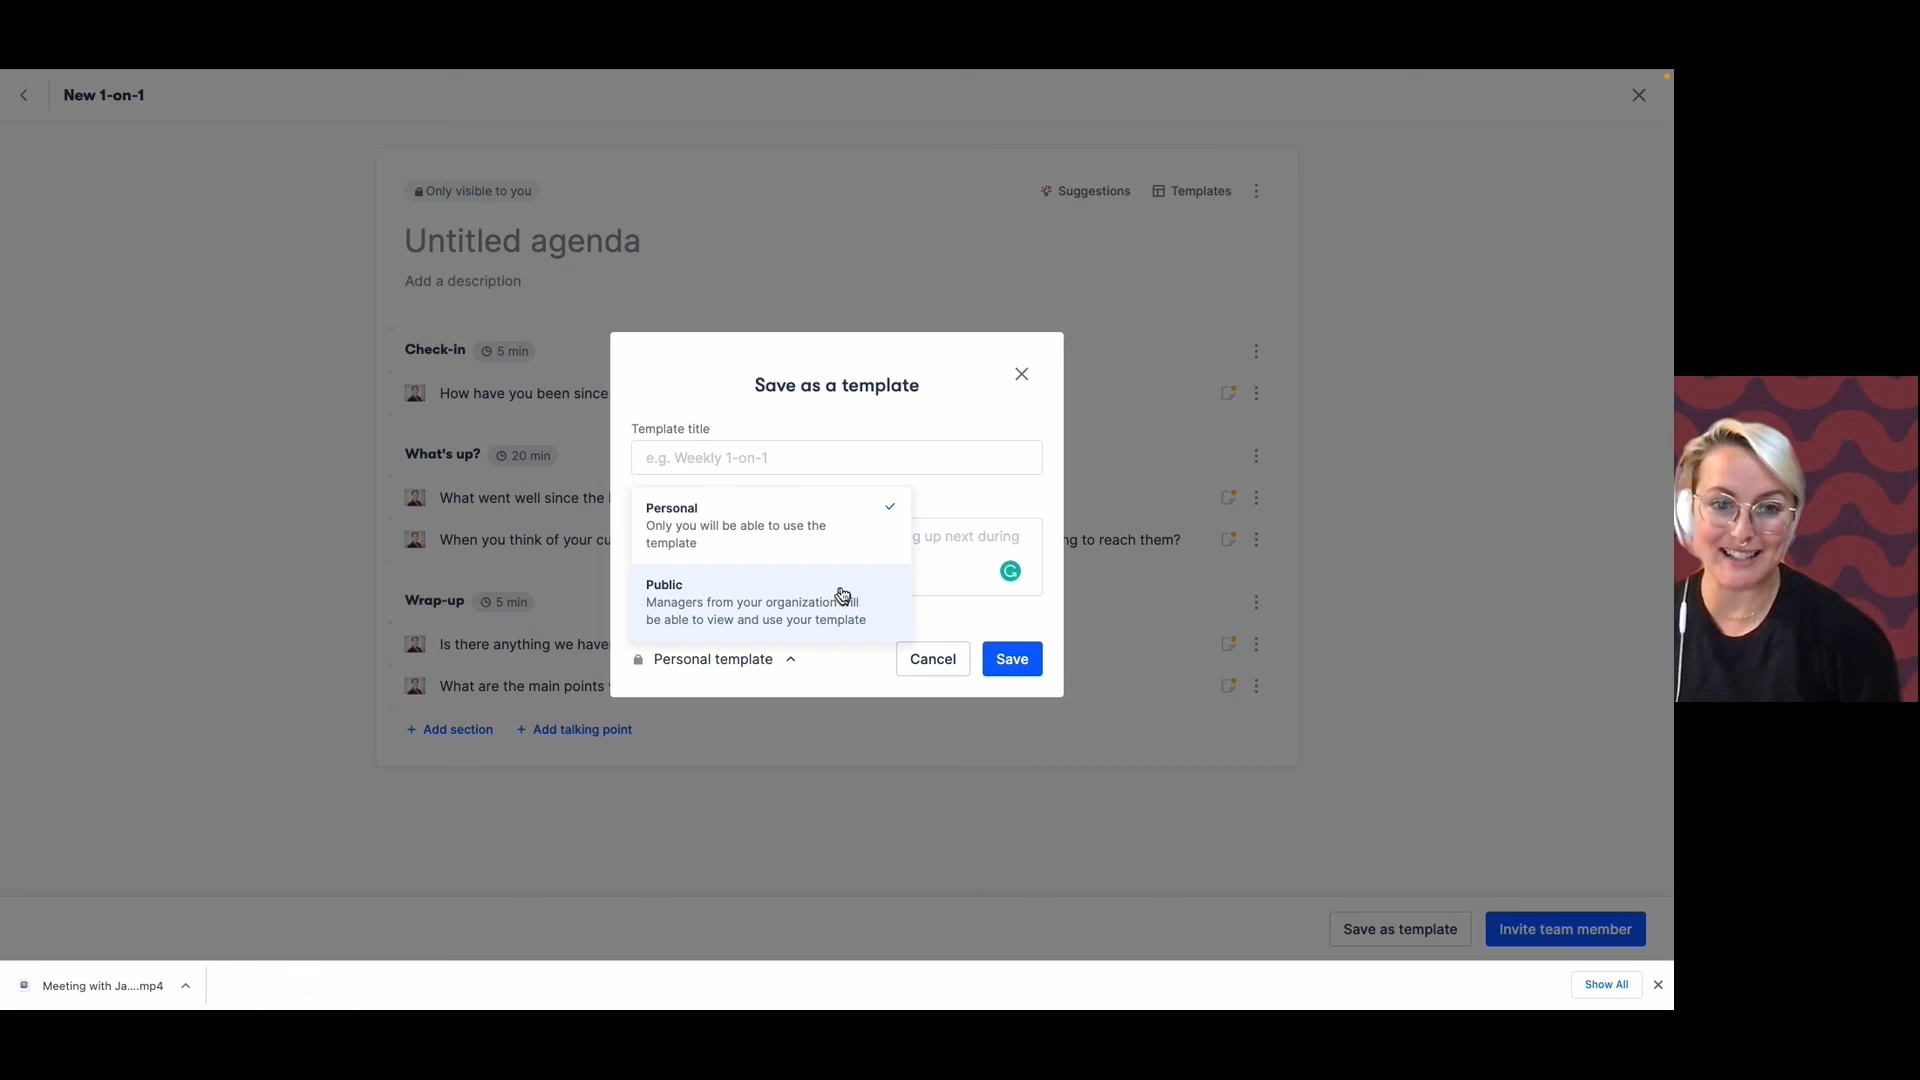 New 1-on-1
Only visible to you
Suggestions
Templates
Untitled agenda
Add a description
Check-in
5 min
How have you been since
What's up?
20 min
What went well since the
When you think of your
ng to reach them?
Wrap-up
5 min
Is there anything we have
What are the main points
+ Add section
+ Add talking point
Save as a template
Template title
e.g. Weekly 1-on-1
Personal
Only you will be able to use the
template
g up next during
Public
Managers from your organization
be able to view and use your template
Personal template
Cancel
Save
Save as template
Invite team member
Meeting with Ja....mp4
Show All